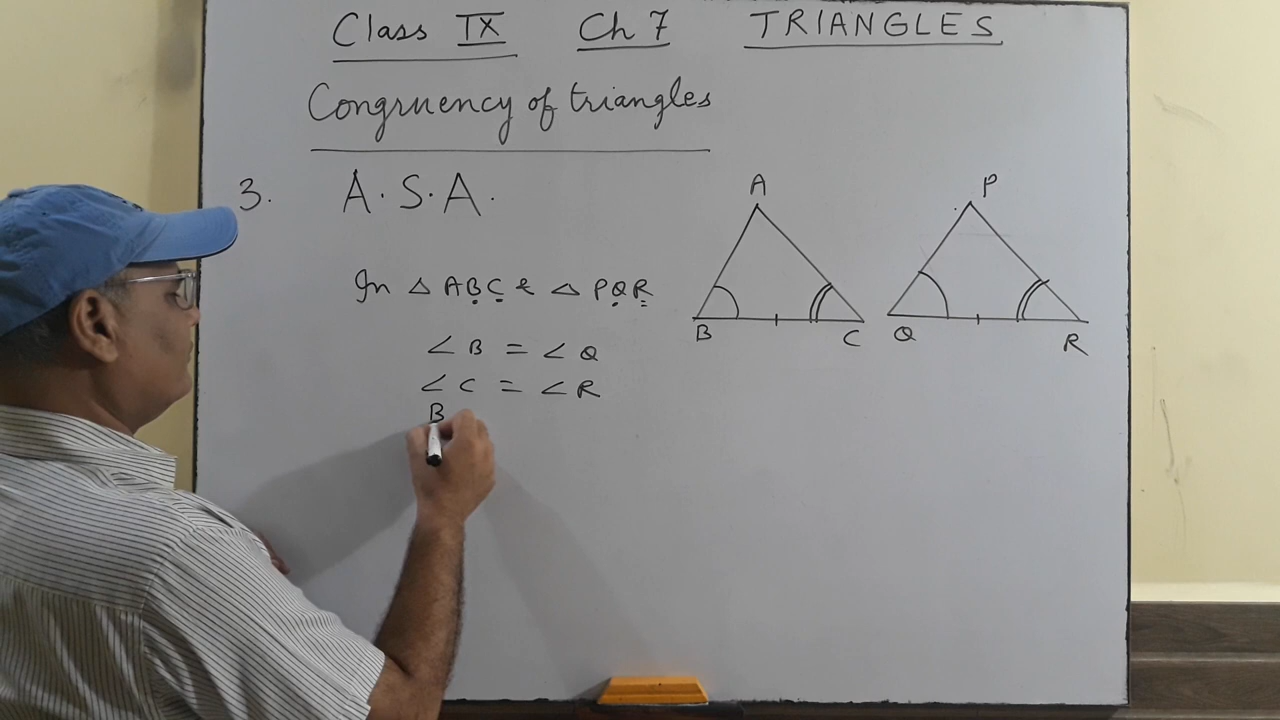 Class IX Ch 7 TRIANGLES
Congruency of triangles
3. A.S.A.
In △ ABC & △ PQR
∠ B = ∠ Q
∠ C = ∠ R
B
A
B C
P
Q R